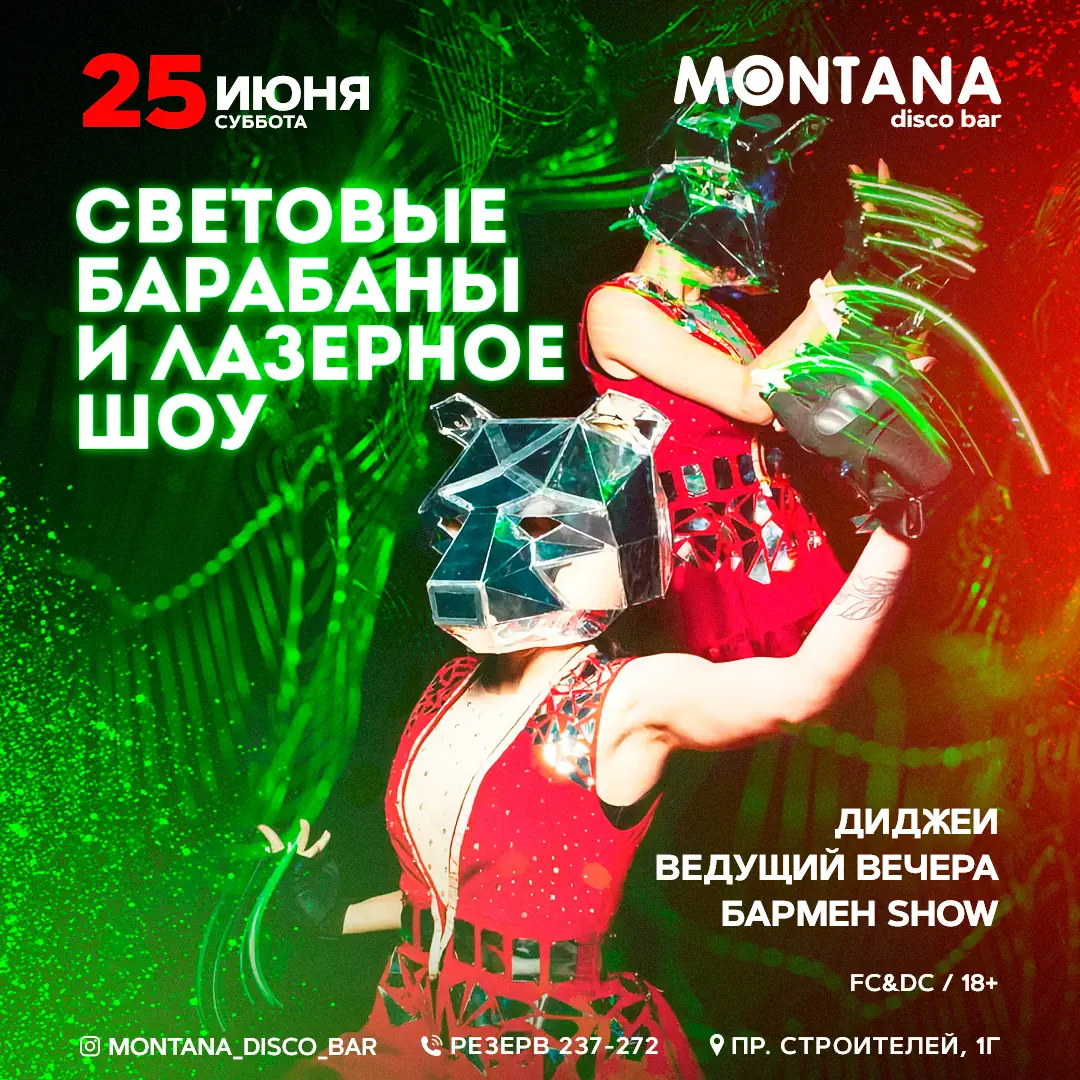 25 ИЮНЯ
СУББОТА
MONTANA
disco bar
СВЕТОВЫЕ
БАРАБАНЫ
И ЛАЗЕРНОЕ
ШОУ
ДИДЖЕИ
ВЕДУЩИЙ ВЕЧЕРА
БАРМЕН SHOW
FC&DC / 18+
MONTANA_DISCO_BAR
РЕЗЕРВ 237-272
ПР. СТРОИТЕЛЕЙ, 1Г